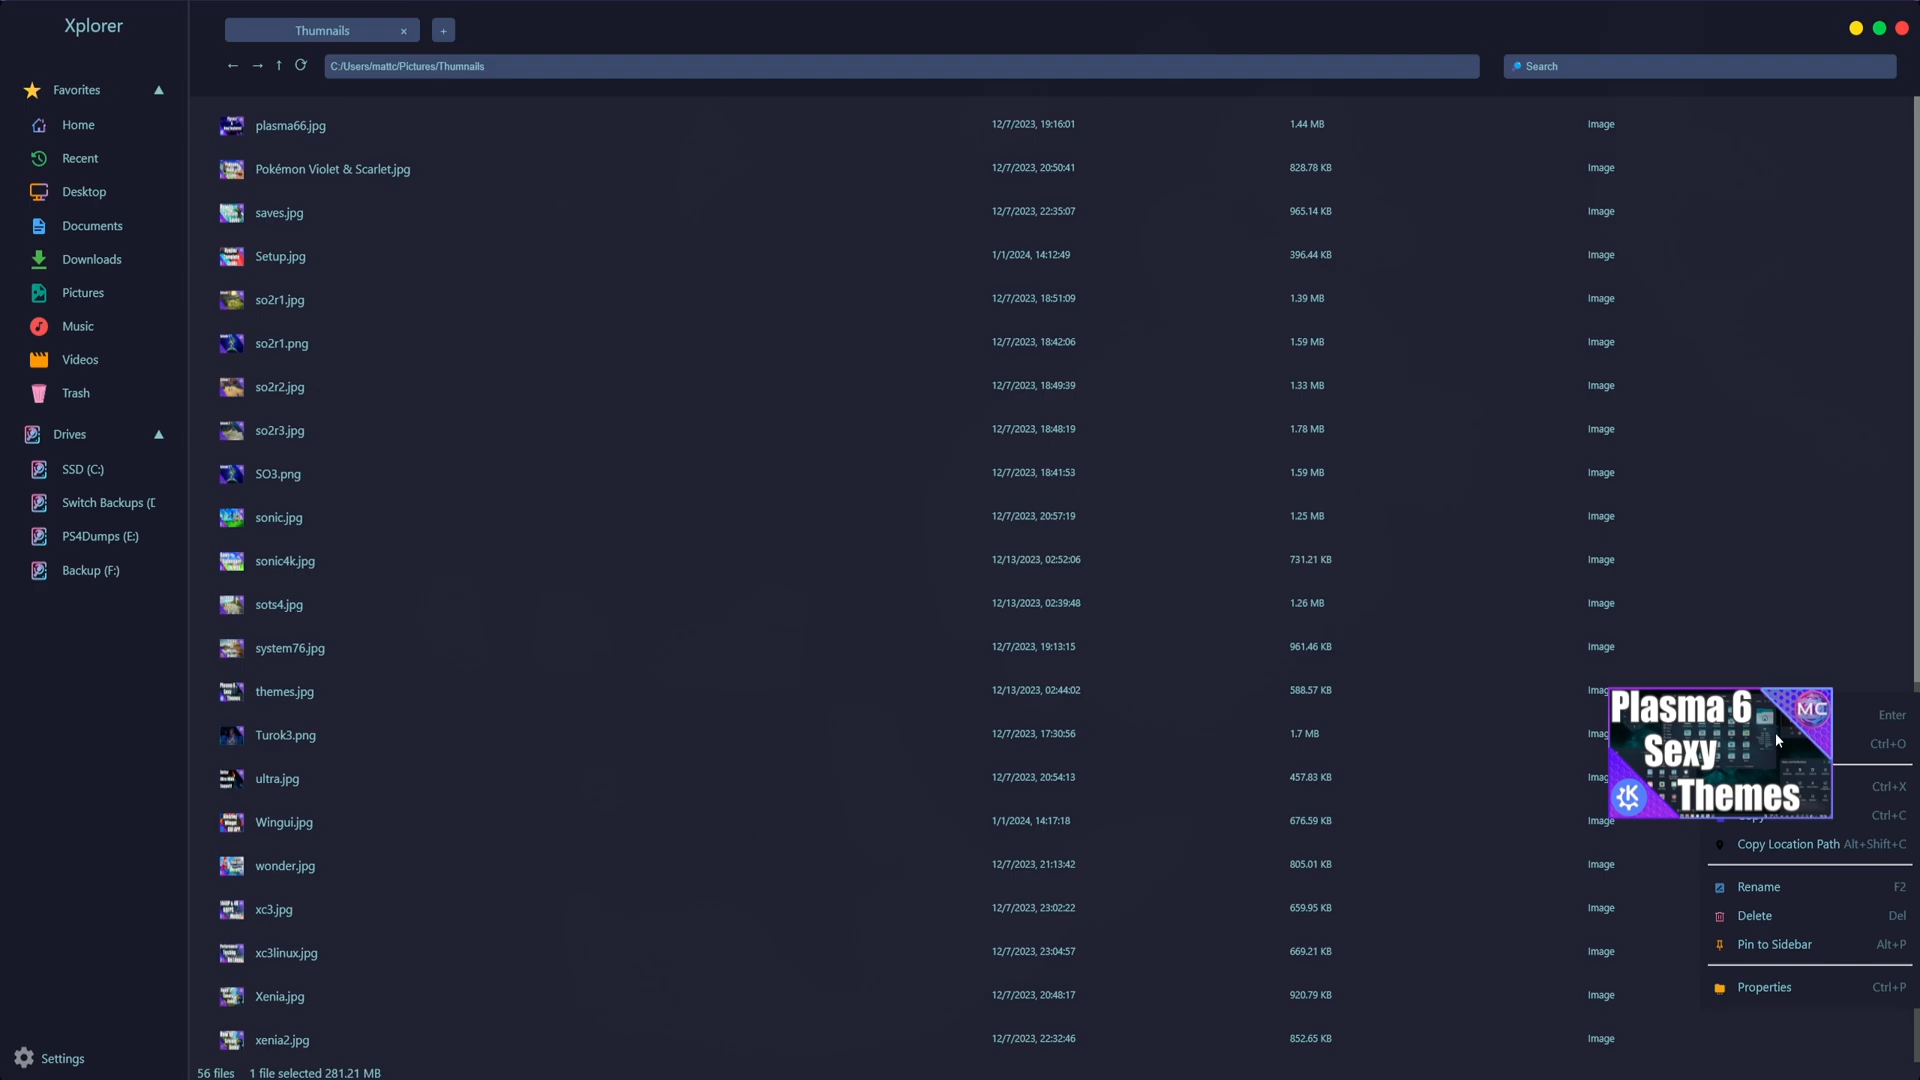 Xplorer
Thumnails × +
← → ↑ C:/Users/mattc/Pictures/Thumnails Search
Favorites ▲
Home
Recent
Desktop
Documents
Downloads
Pictures
Music
Videos
Trash
Drives ▲
SSD (C:)
Switch Backups (
PS4Dumps (E:)
Backup (F:)
Settings
plasma66.jpg 12/7/2023, 19:16:01 1.44 MB Image
Pokémon Violet & Scarlet.jpg 12/7/2023, 20:50:41 828.78 KB Image
saves.jpg 12/7/2023, 22:35:07 965.14 KB Image
Setup.jpg 1/1/2024, 14:12:49 396.44 KB Image
so2r1.jpg 12/7/2023, 18:51:09 1.39 MB Image
so2r1.png 12/7/2023, 18:42:06 1.59 MB Image
so2r2.jpg 12/7/2023, 18:49:39 1.33 MB Image
so2r3.jpg 12/7/2023, 18:48:19 1.78 MB Image
SO3.png 12/7/2023, 18:41:53 1.59 MB Image
sonic.jpg 12/7/2023, 20:57:19 1.25 MB Image
sonic4k.jpg 12/13/2023, 02:52:06 731.21 KB Image
sots4.jpg 12/13/2023, 02:39:48 1.26 MB Image
system76.jpg 12/7/2023, 19:13:15 961.46 KB Image
themes.jpg 12/13/2023, 02:44:02 588.57 KB Imag
Turok3.png 12/7/2023, 17:30:56 1.7 MB Imag
ultra.jpg 12/7/2023, 20:54:13 457.83 KB Imag
Wingui.jpg 1/1/2024, 14:17:18 676.59 KB Image
wonder.jpg 12/7/2023, 21:13:42 805.01 KB Image
xc3.jpg 12/7/2023, 23:02:22 659.95 KB Image
xc3linux.jpg 12/7/2023, 23:04:57 669.21 KB Image
Xenia.jpg 12/7/2023, 20:48:17 920.79 KB Image
xenia2.jpg 12/7/2023, 22:32:46 852.65 KB Image
Plasma 6 MC
Sexy
K Themes
Enter
Ctrl+O
Ctrl+X
Copy Ctrl+C
Copy Location Path Alt+Shift+C
Rename F2
Delete Del
Pin to Sidebar Alt+P
Properties Ctrl+P
56 files 1 file selected 281.21 MB